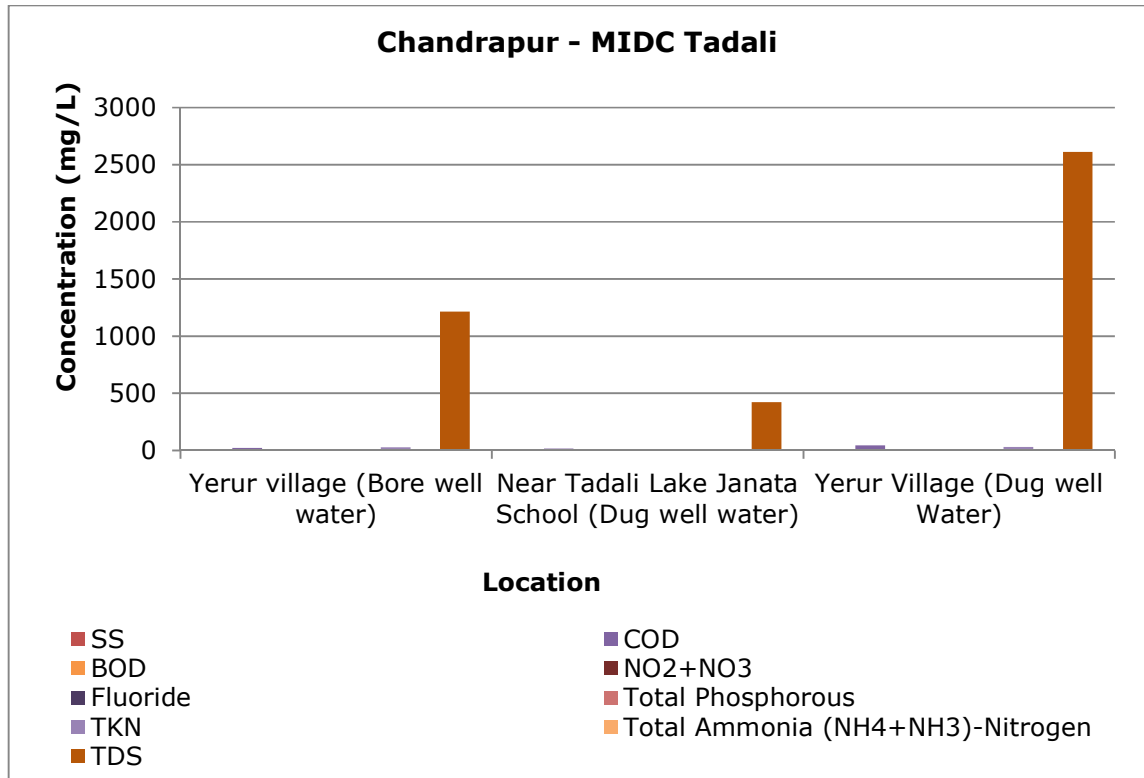 Chandrapur - MIDC Tadali
Concentration (mg/L)
3000
2500
2000
1500
1000
500
0
Yerur village (Bore well
water)
Near Tadali Lake Janata
School (Dug well water)
Yerur Village (Dug well
Water)
Location
SS
COD
BOD
NO2+NO3
Fluoride
Total Phosphorous
TKN
Total Ammonia (NH4+NH3)-Nitrogen
TDS